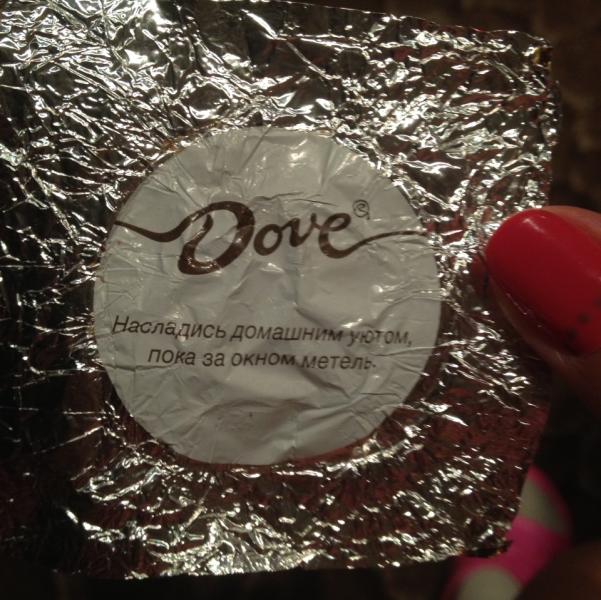 Dove®
Насладись домашним уютом,
пока за окном метель.